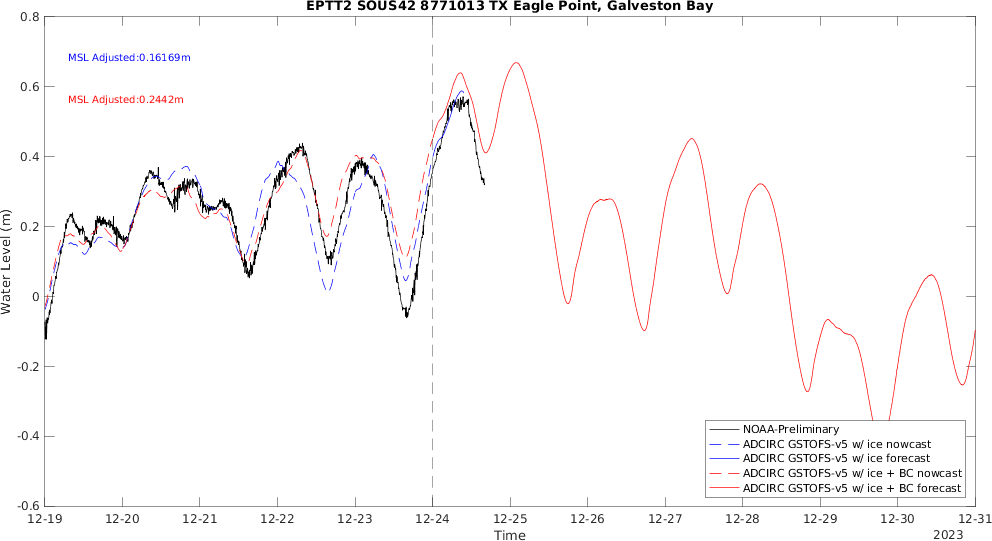 EPTT2 SOUS42 8771013 TX Eagle Point, Galveston Bay
0.8
MSL Adjusted:0.16169m
0.6
MSL Adjusted:0.2442m
0.4
0.2
Water Level (m)
0
-0.2
-0.4
NOAA-Preliminary
ADCIRC GSTOFS-v5 w/ ice nowcast
ADCIRC GSTOFS-v5 w/ ice forecast
ADCIRC GSTOFS-v5 w/ ice + BC nowcast
ADCIRC GSTOFS-v5 w/ ice + BC forecast
-0.6
12-19 12-20 12-21 12-22 12-23 12-24 12-25 12-26 12-27 12-28 12-29 12-30 12-31
Time
2023